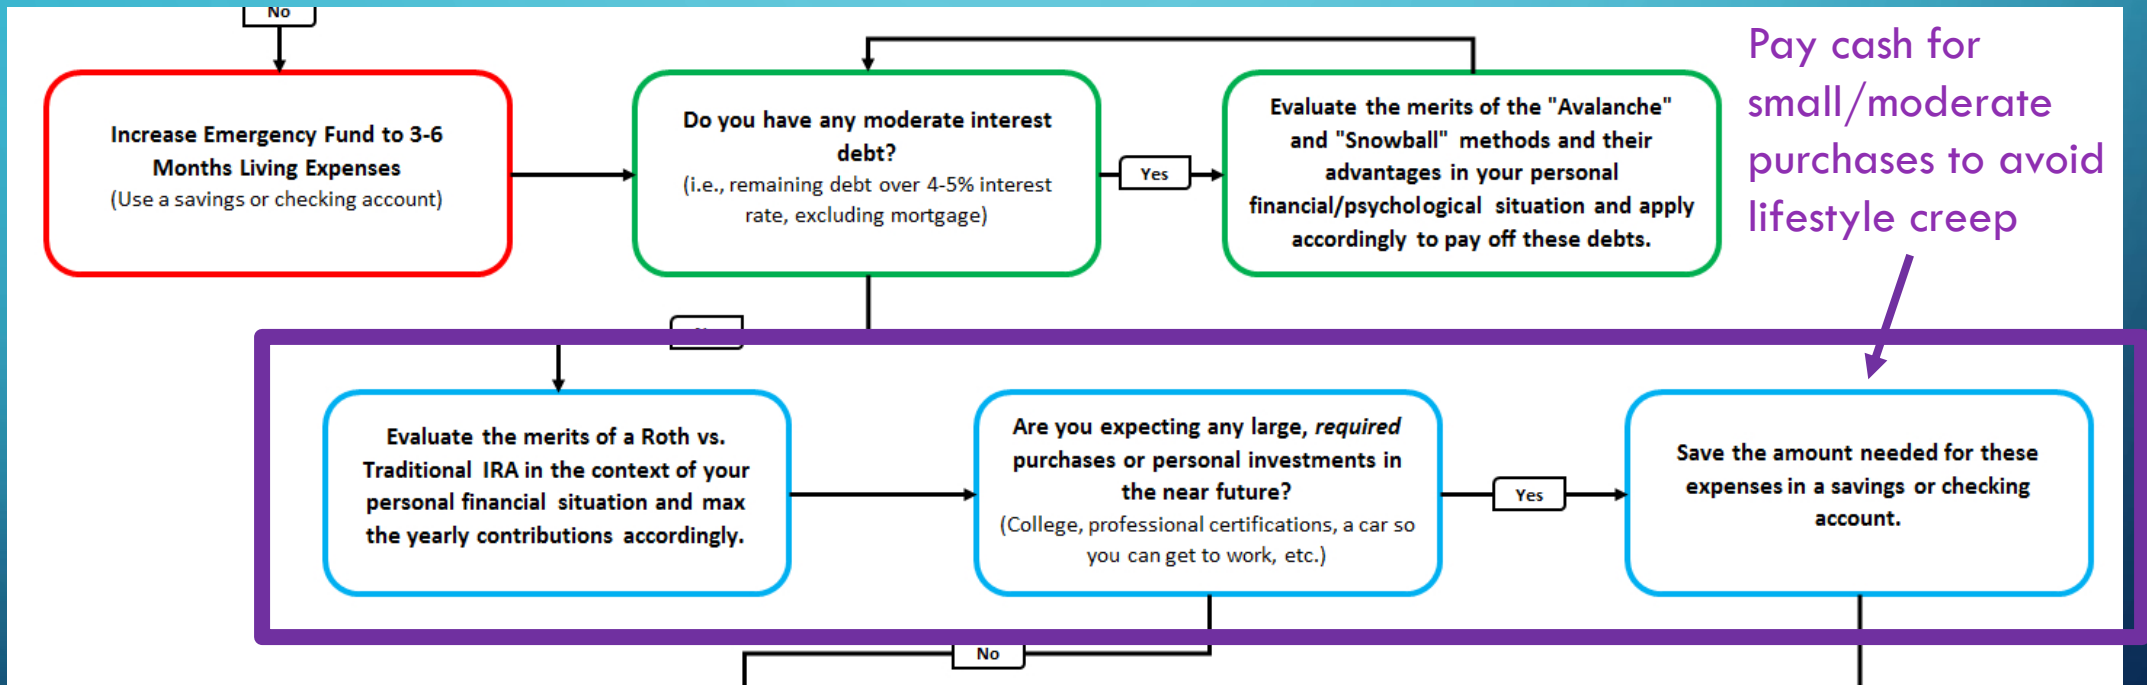 No
Pay cash for
small/moderate
purchases to avoid
lifestyle creep
Increase Emergency Fund to 3-6
Months Living Expenses
(Use a savings or checking account)
Do you have any moderate interest
debt?
(i.e., remaining debt over 4-5% interest
rate, excluding mortgage)
Yes
Evaluate the merits of the "Avalanche"
and "Snowball" methods and their
advantages in your personal
financial/psychological situation and apply
accordingly to pay off these debts.
Evaluate the merits of a Roth vs.
Traditional IRA in the context of your
personal financial situation and max
the yearly contributions accordingly.
Are you expecting any large, required
purchases or personal investments in
the near future?
(College, professional certifications, a car so
you can get to work, etc.)
Yes
Save the amount needed for these
expenses in a savings or checking
account.
No